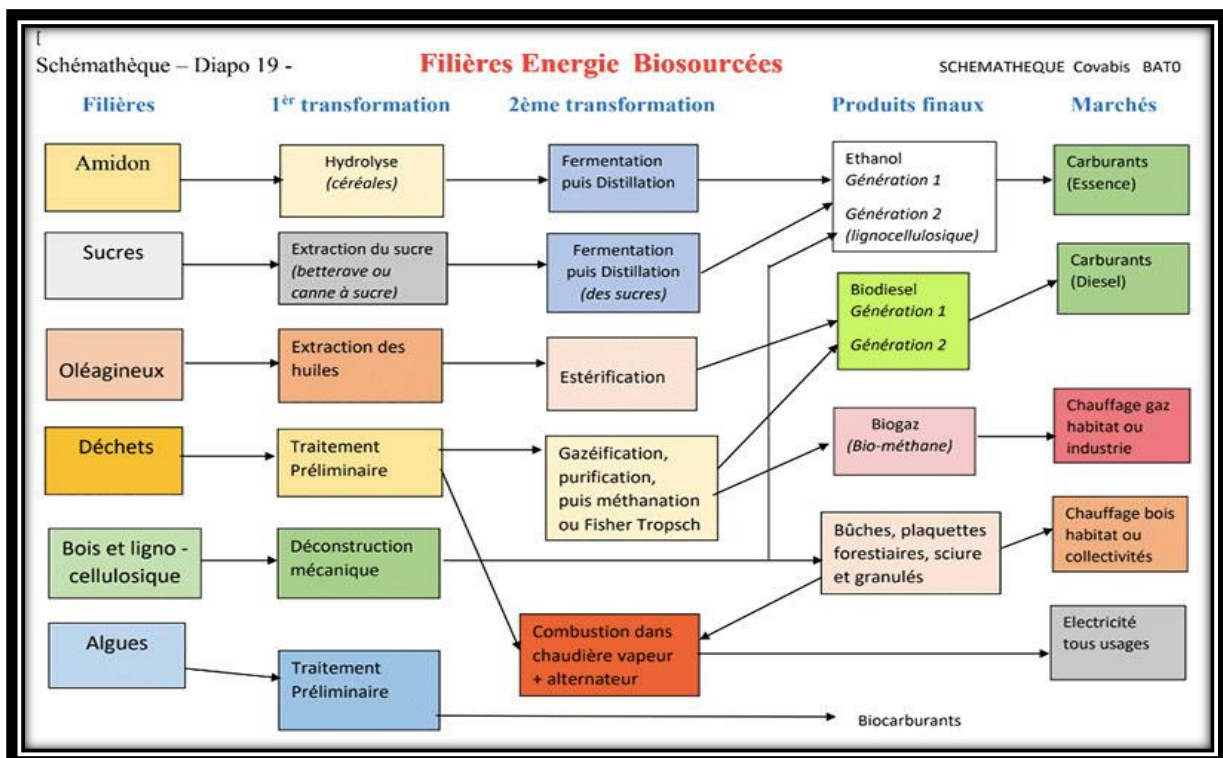 [
Schémathèque – Diapo 19 -
Filières Energie Biosourcées
SCHEMATHEQUE Covabis BAT0
Filières
1èr transformation
2ème transformation
Produits finaux
Marchés
Amidon
Hydrolyse
(céréales)
Fermentation
puis Distillation
Ethanol
Génération 1
Génération 2
(lignocellulosique)
Carburants
(Essence)
Sucres
Extraction du sucre
(betterave ou
canne à sucre)
Fermentation
puis Distillation
(des sucres)
Biodiesel
Génération 1
Génération 2
Carburants
(Diesel)
Oléagineux
Extraction des
huiles
Estérification
Déchets
Traitement
Préliminaire
Gazéification,
purification,
puis méthanation
ou Fisher Tropsch
Biogaz
(Bio-méthane)
Chauffage gaz
habitat ou
industrie
Bois et ligno -
cellulosique
Déconstruction
mécanique
Bûches, plaquettes
forestiaires, sciure
et granulés
Chauffage bois
habitat ou
collectivités
Algues
Traitement
Préliminaire
Combustion dans
chaudière vapeur
+ alternateur
Electricité
tous usages
Biocarburants